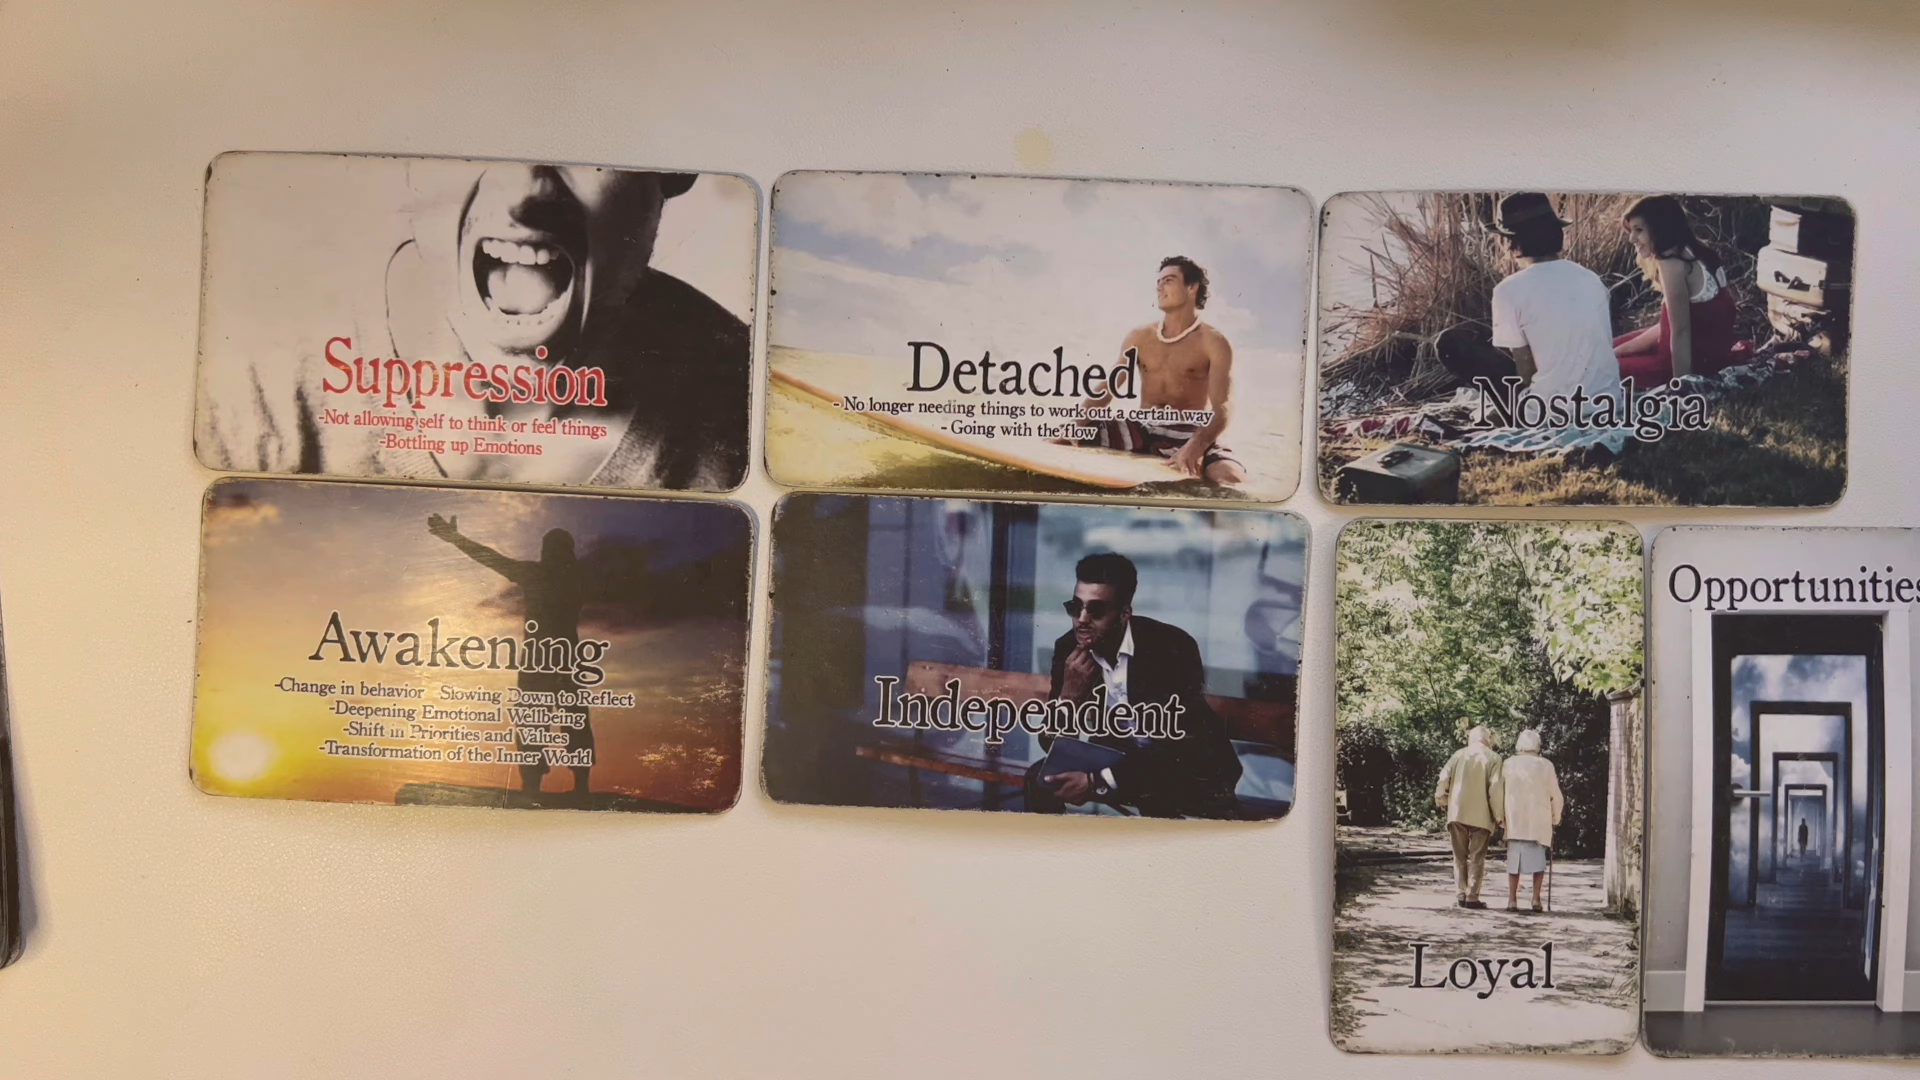 Suppression
-Not allowing self to think or feel things
-Bottling up Emotions
Detached
- No longer needing things to work out a certain way
- Going with the flow
Nostalgia
Awakening
-Change in behavior - Slowing Down to Reflect
-Deepening Emotional Wellbeing
-Shift in Priorities and Values
-Transformation of the Inner World
Independent
Loyal
Opportunities